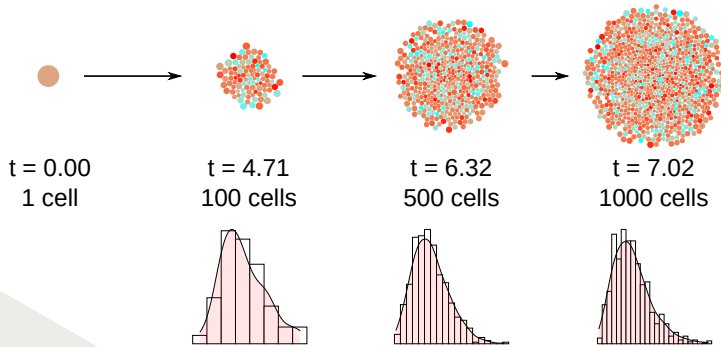 t = 0.00
1 cell
t = 4.71
100 cells
t = 6.32
500 cells
t = 7.02
1000 cells